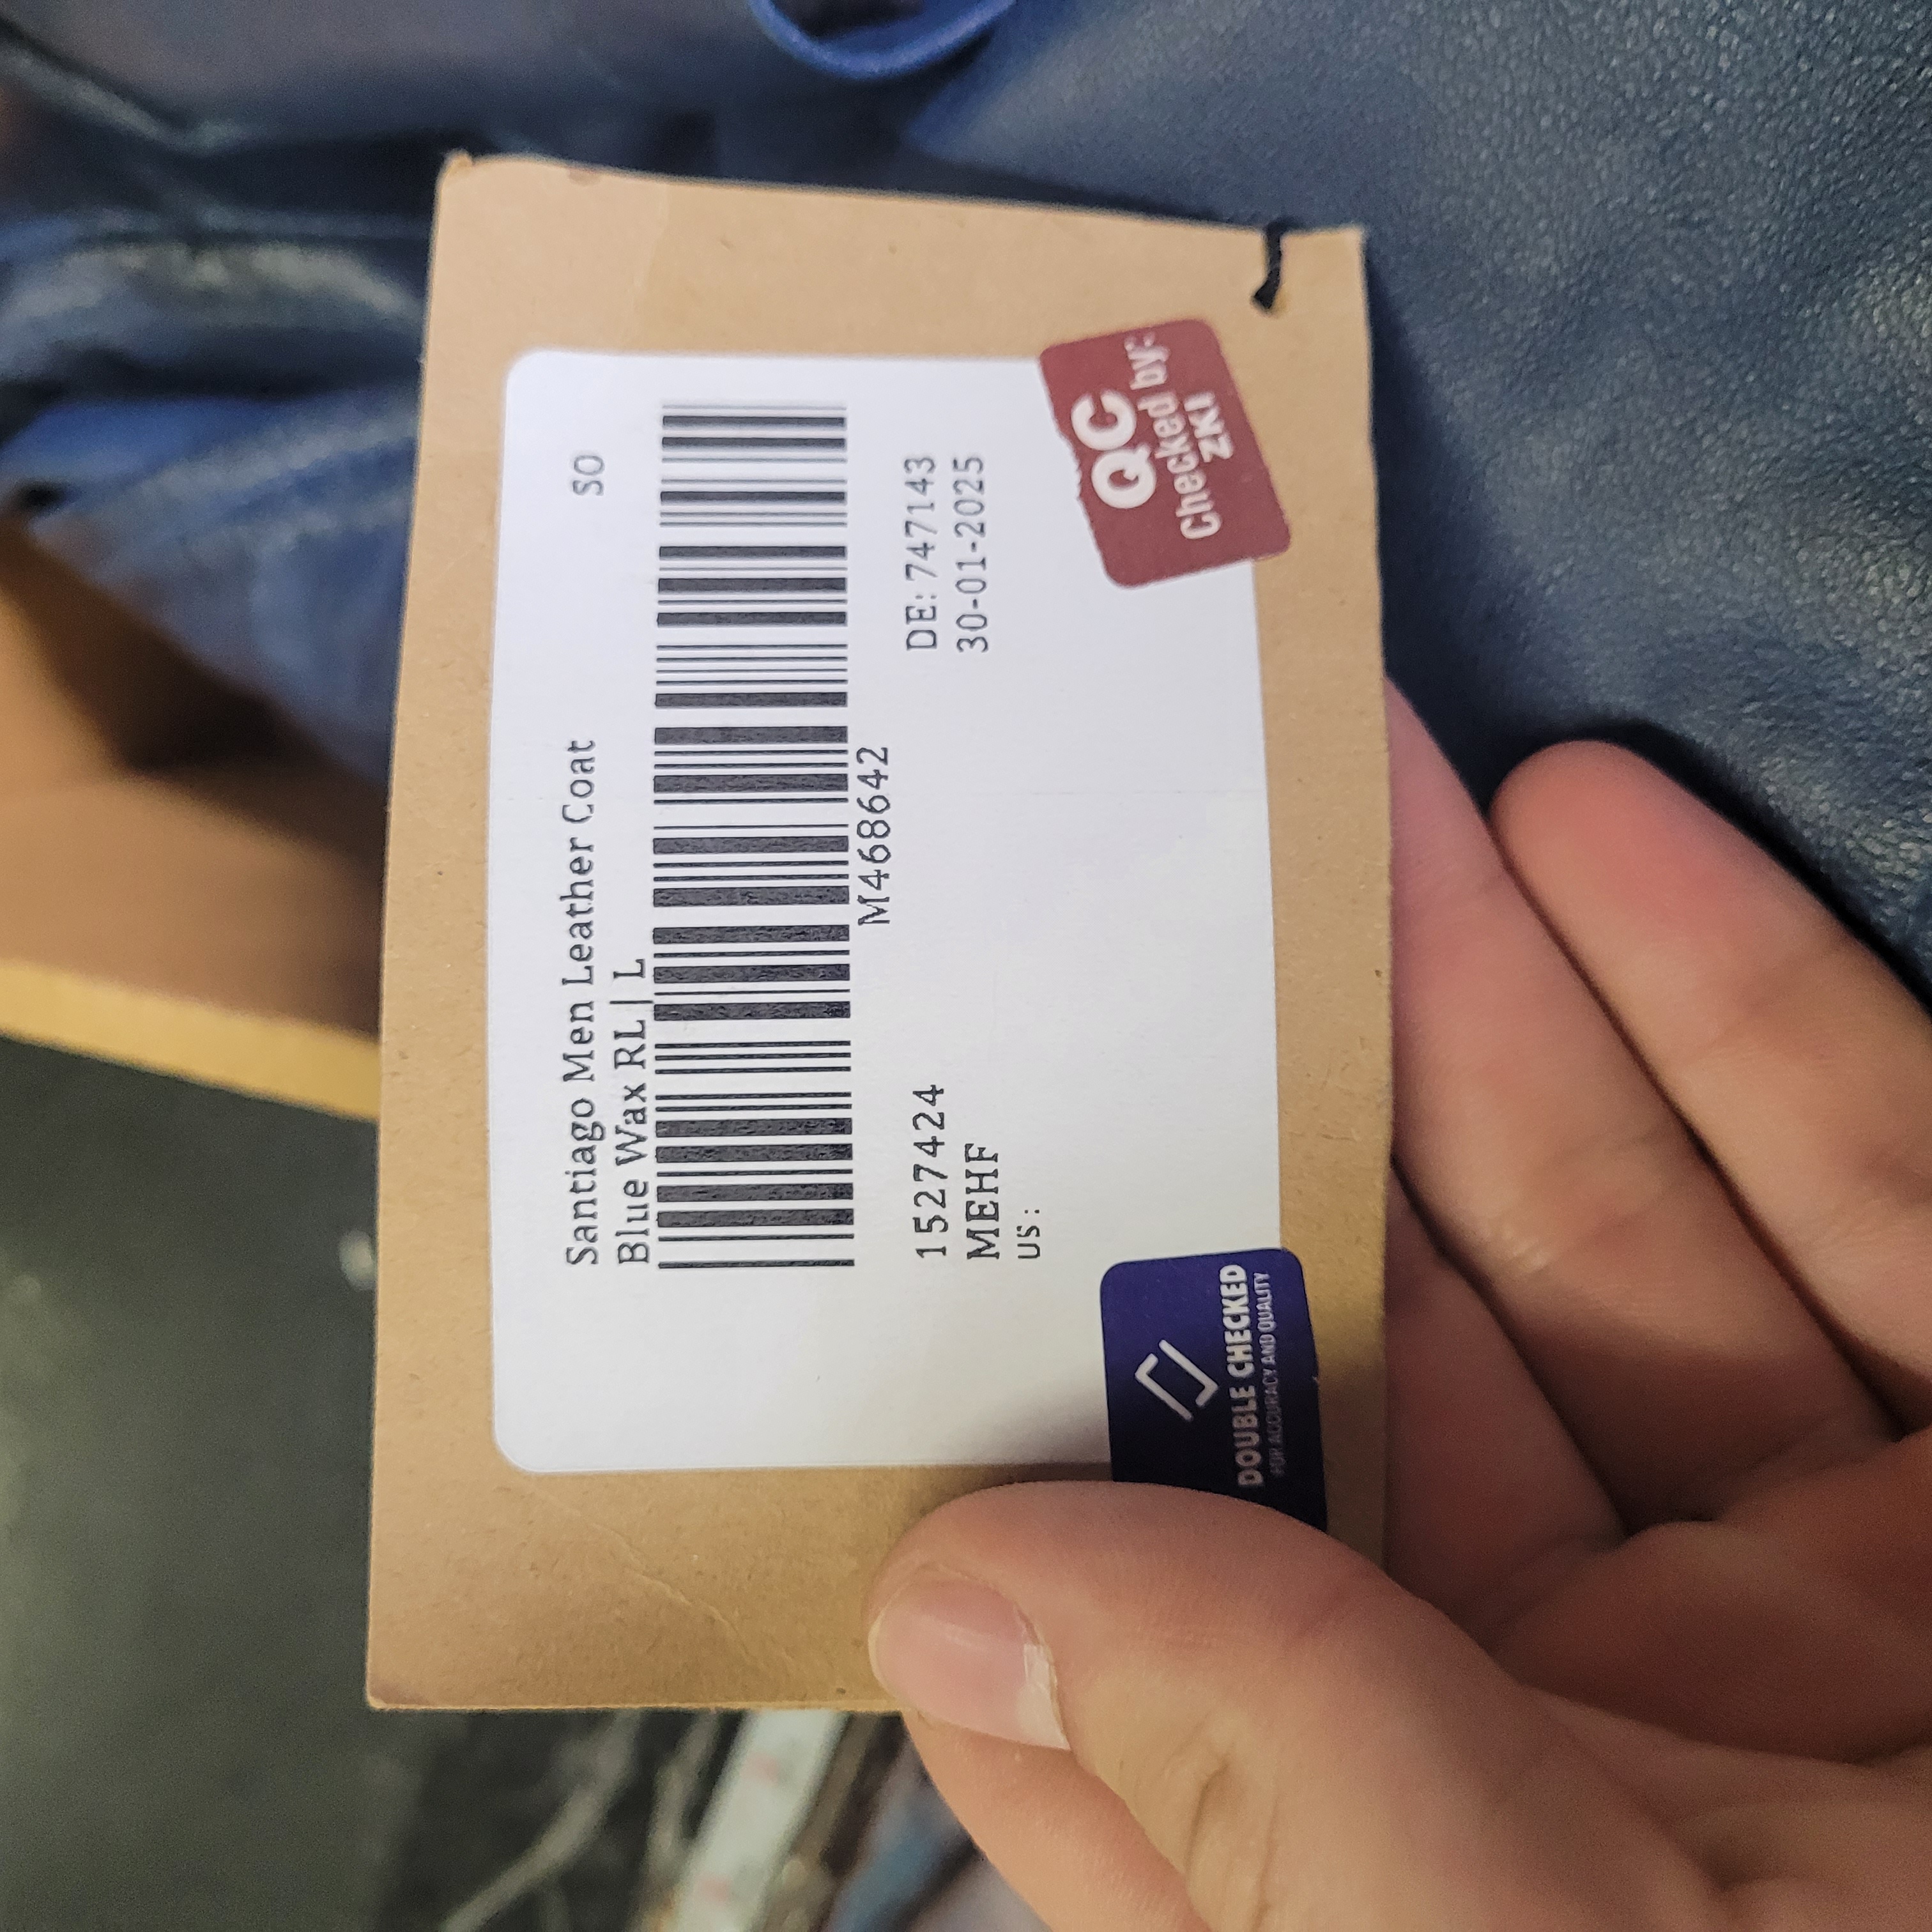 Santiago Men Leather Coat SO
Blue Wax RL | L
M468642
1527424 DE: 747143
MEHF 30-01-2025
US:
DOUBLE CHECKED
FOR ACCURACY AND QUALITY
QC
Checked by:
ZKI